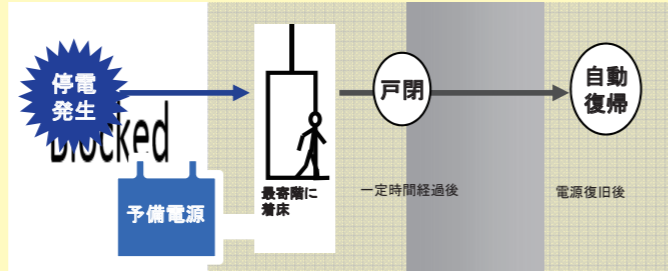 停電
発生
Blocked
予備電源
最寄階に
着床
戸閉
一定時間経過後
自動
復帰
電源復旧後